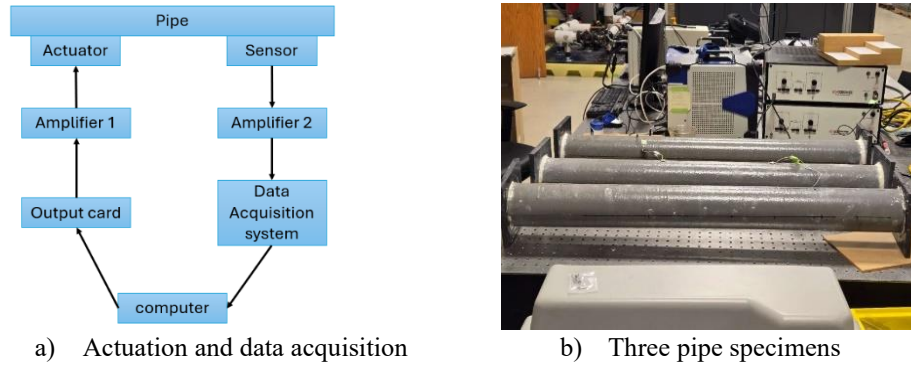 Pipe
Actuator
Sensor
Amplifier 1
Amplifier 2
Output card
Data
Acquisition
system
computer
a) Actuation and data acquisition
b) Three pipe specimens